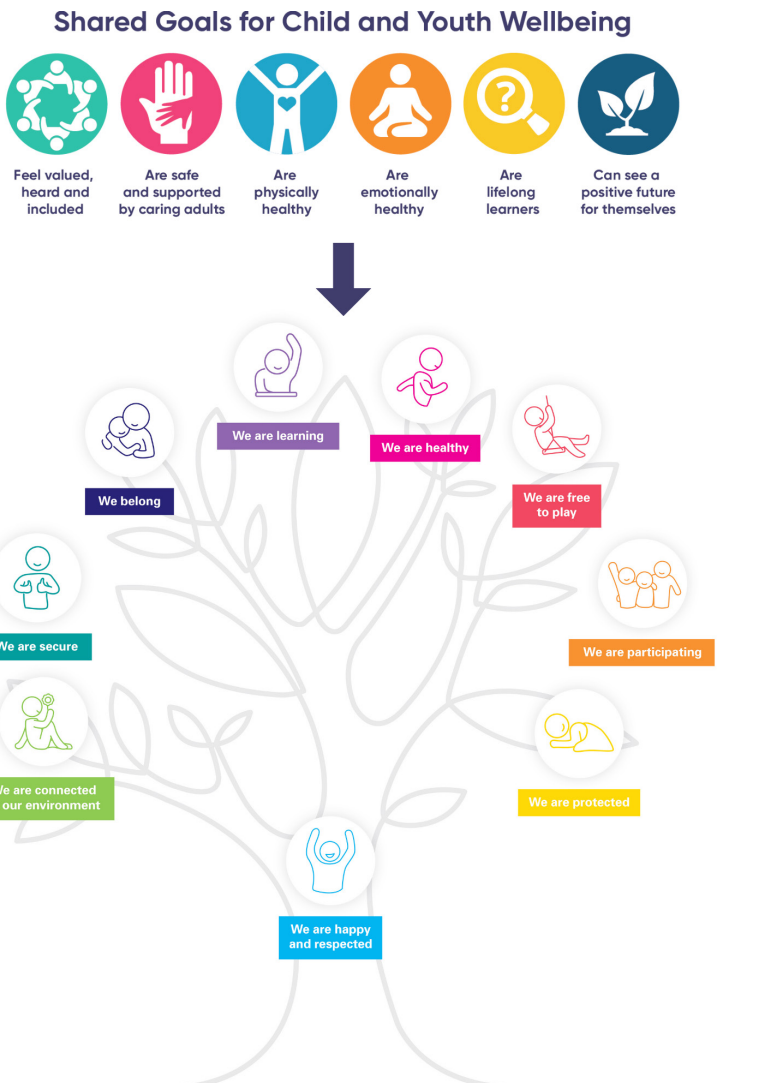 Shared Goals for Child and Youth Wellbeing
?
Feel valued,
heard and
included
Are safe
and supported
by caring adults
Are
physically
healthy
Are
emotionally
healthy
Are
lifelong
learners
Can see a
positive future
for themselves
We are learning
We are healthy
We belong
We are free
to play
We are secure
We are participating
We are connected
our environment
We are protected
We are happy
and respected